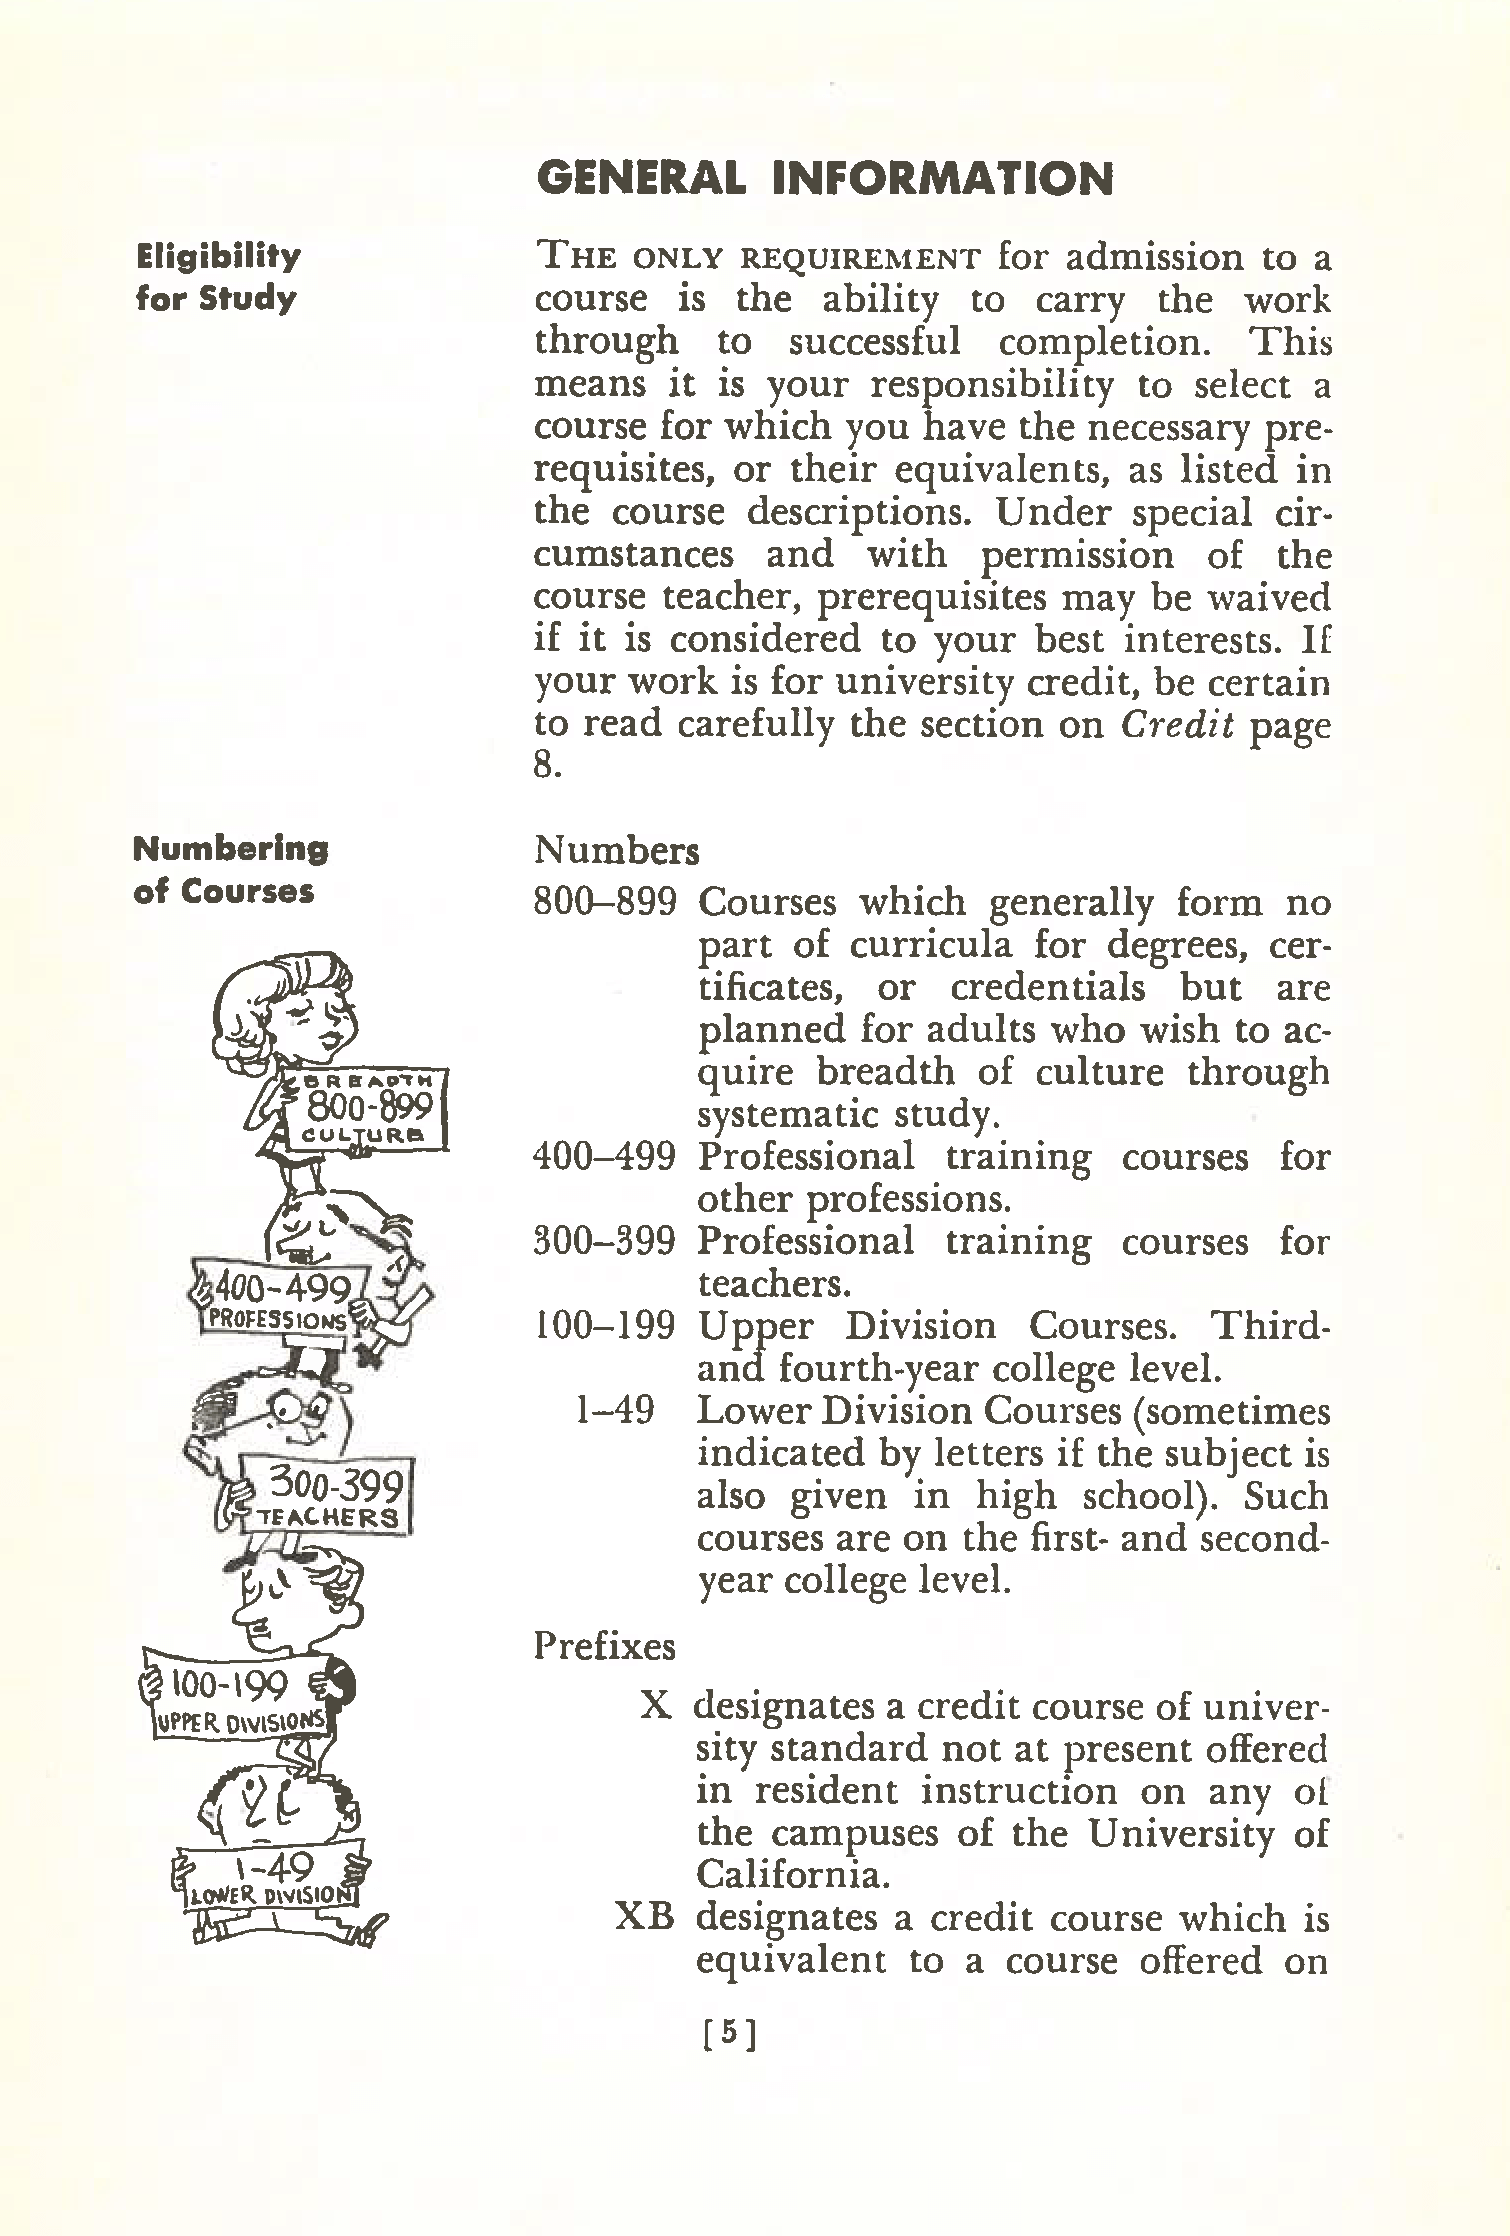 GENERAL INFORMATION
Eligibility
for Study
THE ONLY REQUIREMENT for admission to a
course is the ability to carry the work
through to successful completion. This
means it is your responsibility to select a
course for which you have the necessary pre-
requisites, or their equivalents, as listed in
the course descriptions. Under special cir-
cumstances and with permission of the
course teacher, prerequisites may be waived
if it is considered to your best interests. If
your work is for university credit, be certain
to read carefully the section on Credit page
8.
Numbering
of Courses
BREADTH
800-899
CULTURE
400-499
PROFESSIONS
300-399
TEACHERS
100-199
UPPER DIVISIONS
1-49
LOWER DIVISION
Numbers
800–899 Courses which generally form no
part of curricula for degrees, cer-
tificates, or credentials but are
planned for adults who wish to ac-
quire breadth of culture through
systematic study.
400–499 Professional training courses for
other professions.
300–399 Professional training courses for
teachers.
100–199 Upper Division Courses. Third-
and fourth-year college level.
1–49 Lower Division Courses (sometimes
indicated by letters if the subject is
also given in high school). Such
courses are on the first- and second-
year college level.
Prefixes
X designates a credit course of univer-
sity standard not at present offered
in resident instruction on any of
the campuses of the University of
California.
XB designates a credit course which is
equivalent to a course offered on
[5]